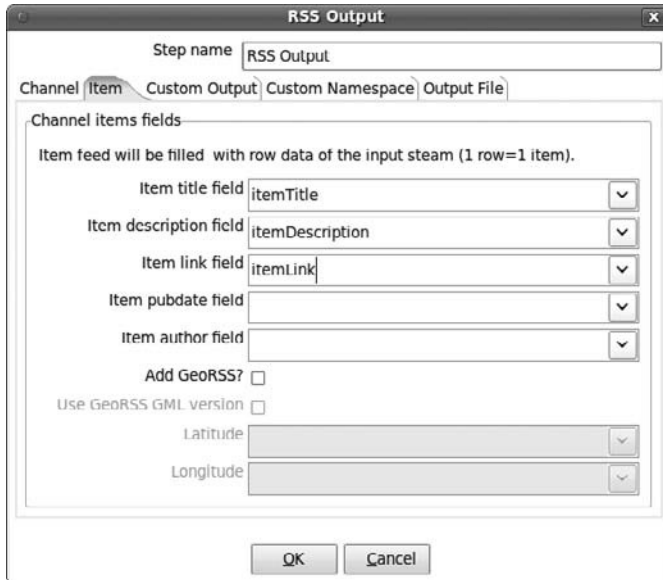 RSS Output
Step name RSS Output
Channel Item Custom Output Custom Namespace Output File
Channel items fields
Item feed will be filled with row data of the input steam (1 row=1 item).
Item title field itemTitle
Item description field itemDescription
Item link field itemLink
Item pubdate field
Item author field
Add GeoRSS?
Use GeoRSS GML version
Latitude
Longitude
OK Cancel